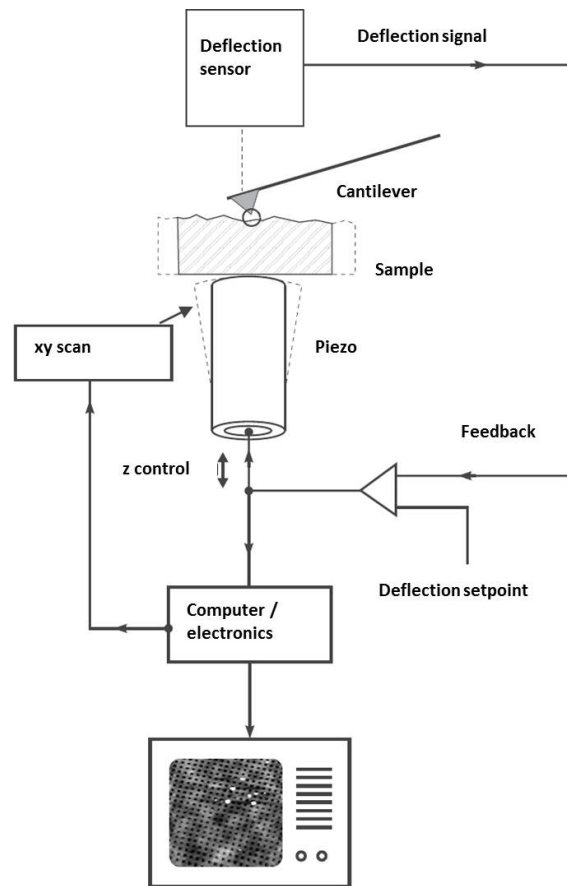 Deflection
sensor
Deflection signal
Cantilever
Sample
xy scan
Piezo
Feedback
z control
Deflection setpoint
Computer /
electronics